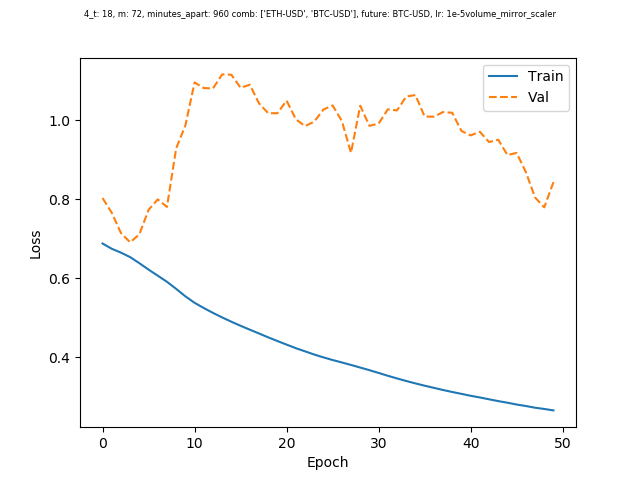 4_t: 18, m: 72, minutes_apart: 960 comb: ['ETH-USD', 'BTC-USD'], future: BTC-USD, lr: 1e-5volume_mirror_scaler
Train
Val
1.0
0.8
0.6
0.4
Loss
0 10 20 30 40 50
Epoch